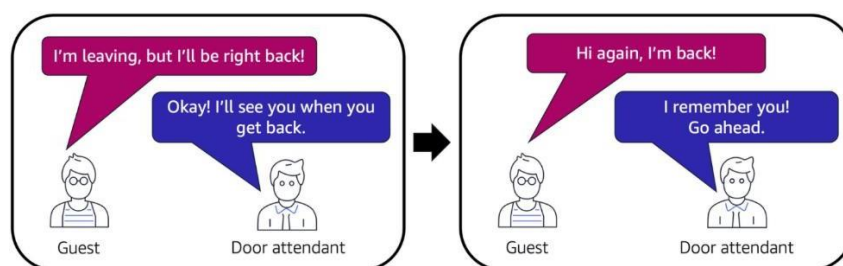 I'm leaving, but I'll be right back!
Okay! I'll see you when you
get back.
Guest
Door attendant
Hi again, I'm back!
I remember you!
Go ahead.
Guest
Door attendant